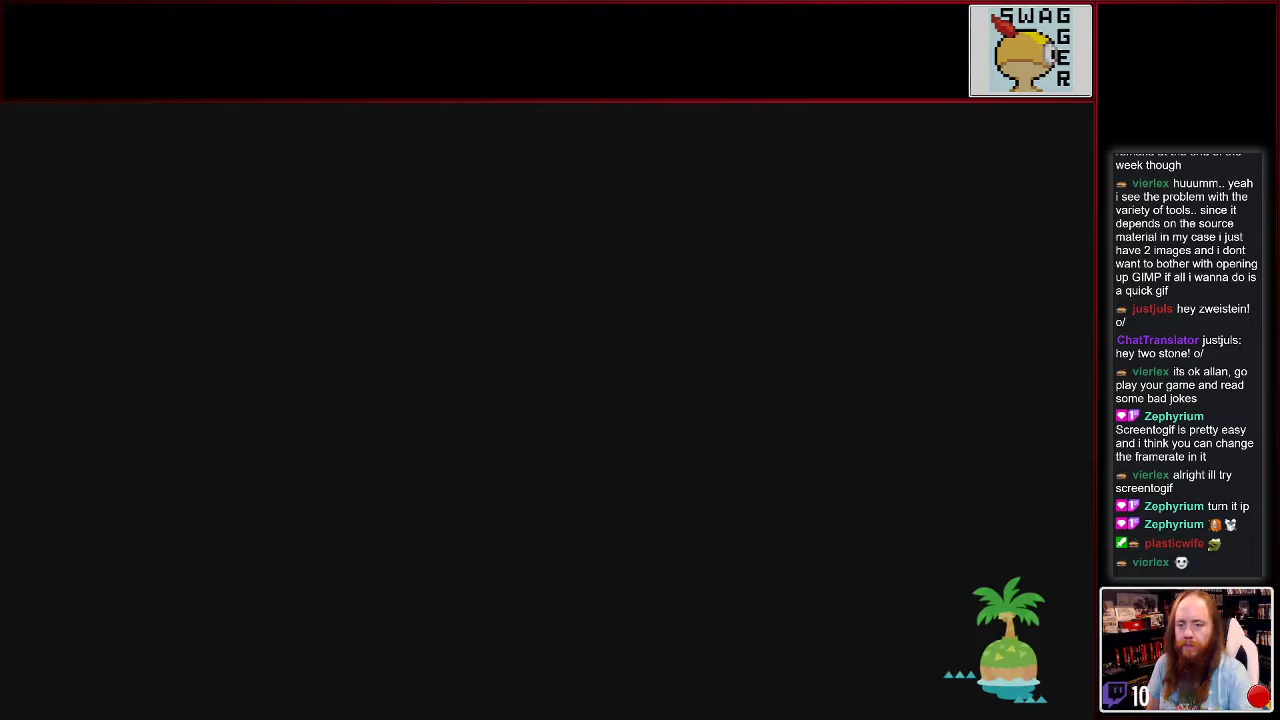 SWAG
G
E
R
week though
vierlex huuumm.. yeah
i see the problem with the
variety of tools.. since it
depends on the source
material in my case i just
have 2 images and i dont
want to bother with opening
up GIMP if all i wanna do is
a quick gif
justjuls hey zweistein!
o/
ChatTranslator justjuls:
hey two stone! o/
vierlex its ok allan, go
play your game and read
some bad jokes
Zephyrium
Screentogif is pretty easy
and i think you can change
the framerate in it
vierlex alright ill try
screentogif
Zephyrium turn it ip
Zephyrium
plasticwife
vierlex
10